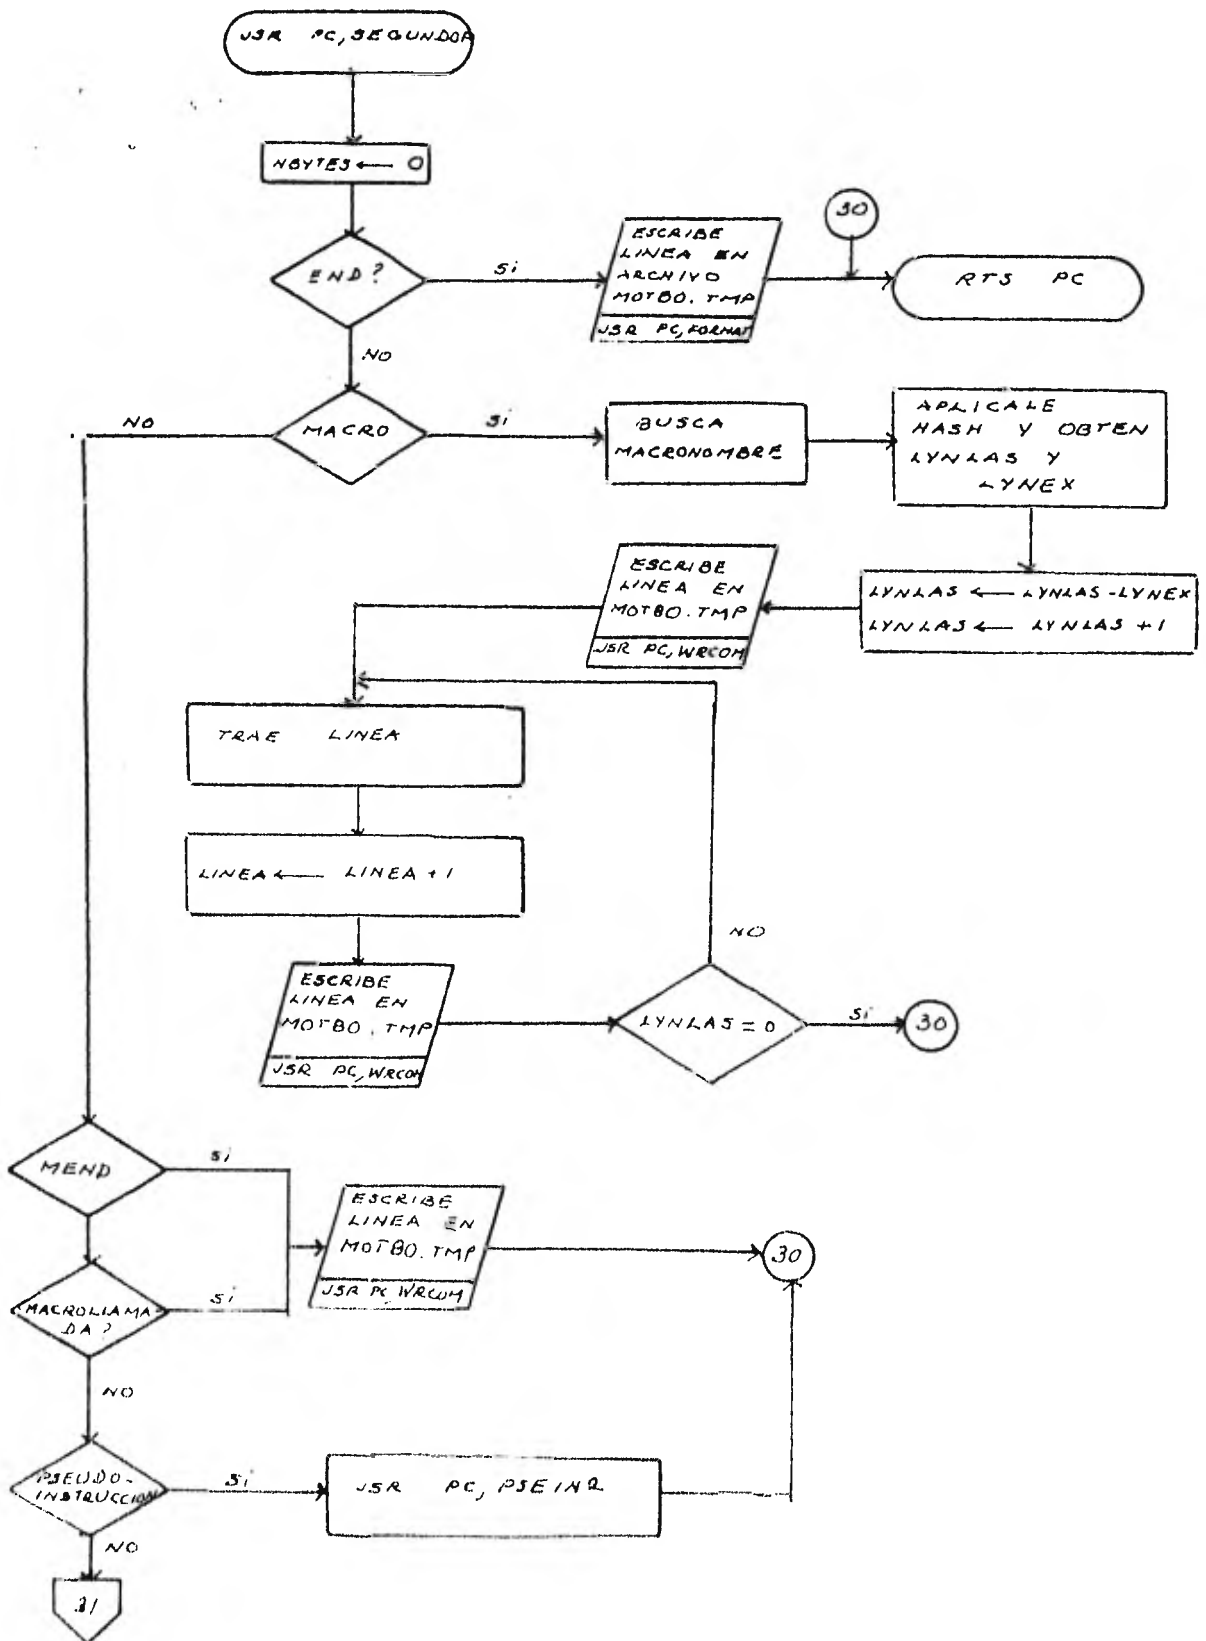 JSR PC, SEGUNDOP
NBYTES ← 0
30
END?
Si
ESCRIBE
LINEA EN
ARCHIVO
MOTBO.TMP
JSR PC, FORMAT
RTS PC
NO
NO
MACRO
Si
BUSCA
MACRONOMBRE
APLICALE
HASH Y OBTEN
LYNLAS Y
LYNEX
LYNLAS ← LYNLAS - LYNEX
LYNLAS ← LYNLAS + 1
ESCRIBE
LINEA EN
MOTBO.TMP
JSR PC, WRCOM
TRAE LINEA
LINEA ← LINEA + 1
NO
ESCRIBE
LINEA EN
MOTBO.TMP
JSR PC, WRCOM
LYNLAS = 0
Si
30
MEND
Si
ESCRIBE
LINEA EN
MOTBO.TMP
JSR PC, WRCOM
30
MACROLLAMA
DA?
Si
NO
PSEUDO-
INSTRUCCION
Si
JSR PC, PSEINR
NO
31